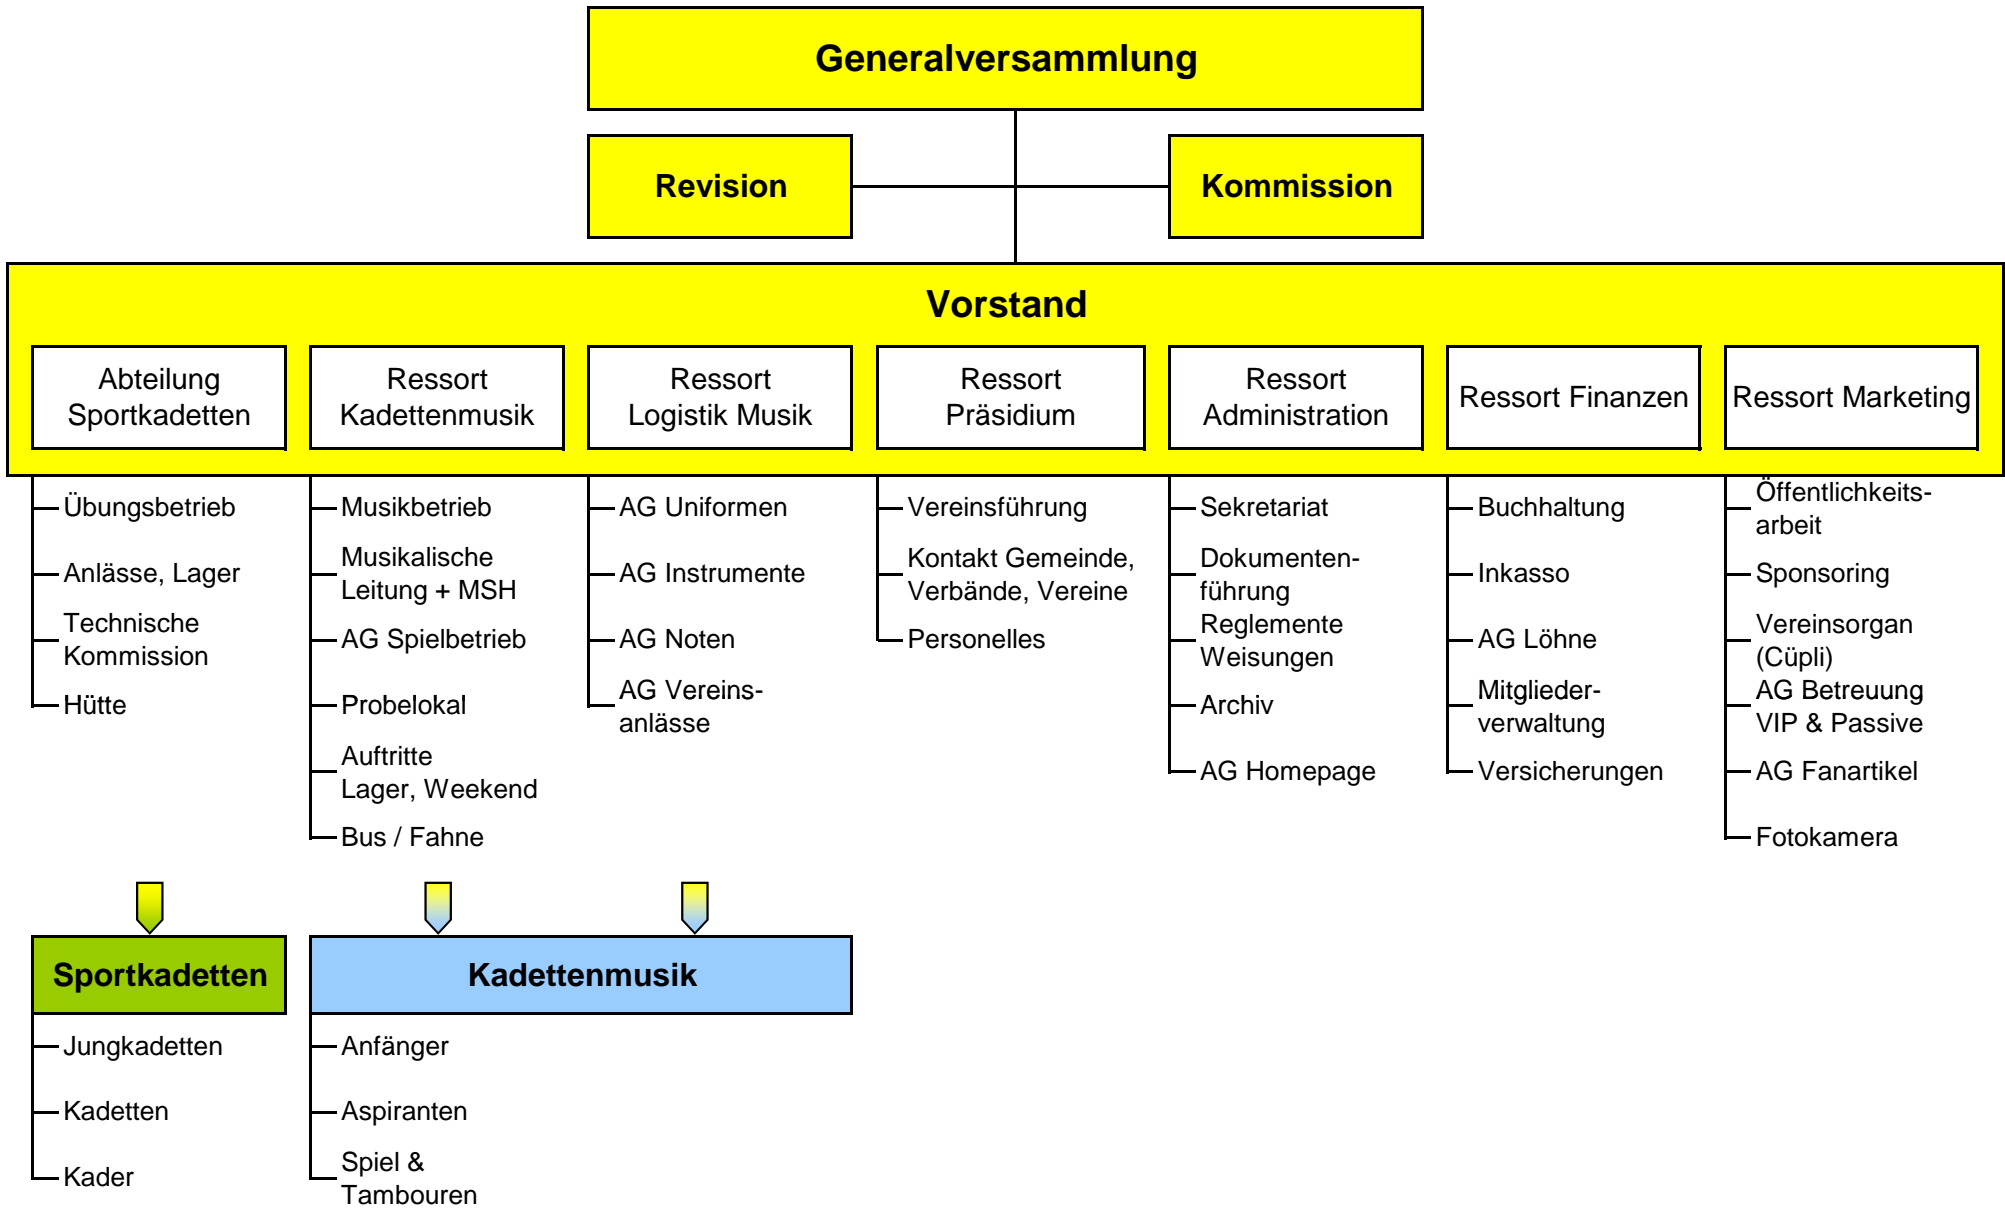 Generalversammlung
Revision
Kommission
Vorstand
Abteilung
Sportkadetten
Ressort
Kadettenmusik
Ressort
Logistik Musik
Ressort
Präsidium
Ressort
Administration
Ressort Finanzen
Ressort Marketing
Übungsbetrieb
Anlässe, Lager
Technische
Kommission
Hütte
Musikbetrieb
Musikalische
Leitung + MSH
AG Spielbetrieb
Probelokal
Auftritte
Lager, Weekend
Bus / Fahne
AG Uniformen
AG Instrumente
AG Noten
AG Vereins-
anlässe
Vereinsführung
Kontakt Gemeinde,
Verbände, Vereine
Personelles
Sekretariat
Dokumenten-
führung
Reglemente
Weisungen
Archiv
AG Homepage
Buchhaltung
Inkasso
AG Löhne
Mitglieder-
verwaltung
Versicherungen
Öffentlichkeits-
arbeit
Sponsoring
Vereinsorgan
(Cüpli)
AG Betreuung
VIP & Passive
AG Fanartikel
Fotokamera
Sportkadetten
Jungkadetten
Kadetten
Kader
Kadettenmusik
Anfänger
Aspiranten
Spiel &
Tambouren